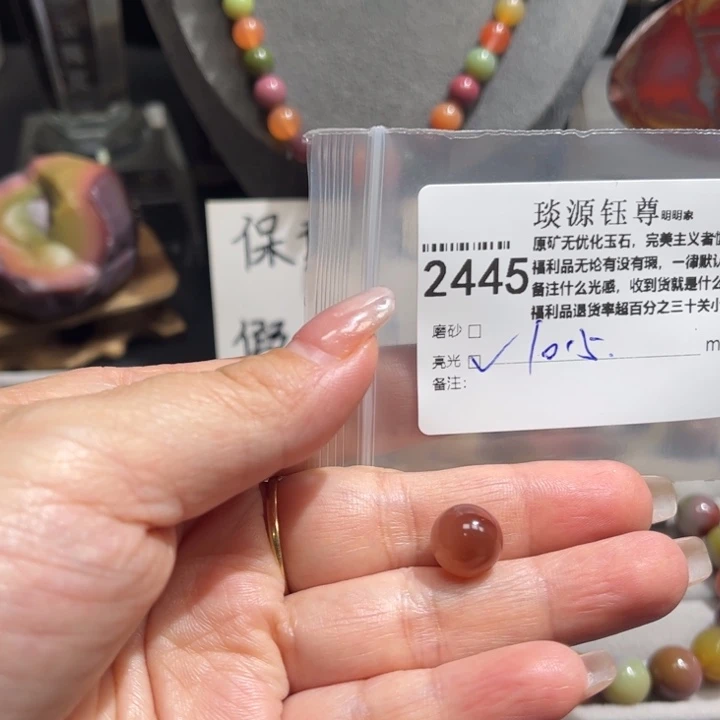 琰源钰尊明明家
原矿无优化玉石，完美主义者
2445
福利品无论有没有瑕，一律默认
备注什么光感，收到货就是什么
福利品退货率超百分之三十关小
磨砂 □
亮光 ☑ 10.5. m
备注：
保